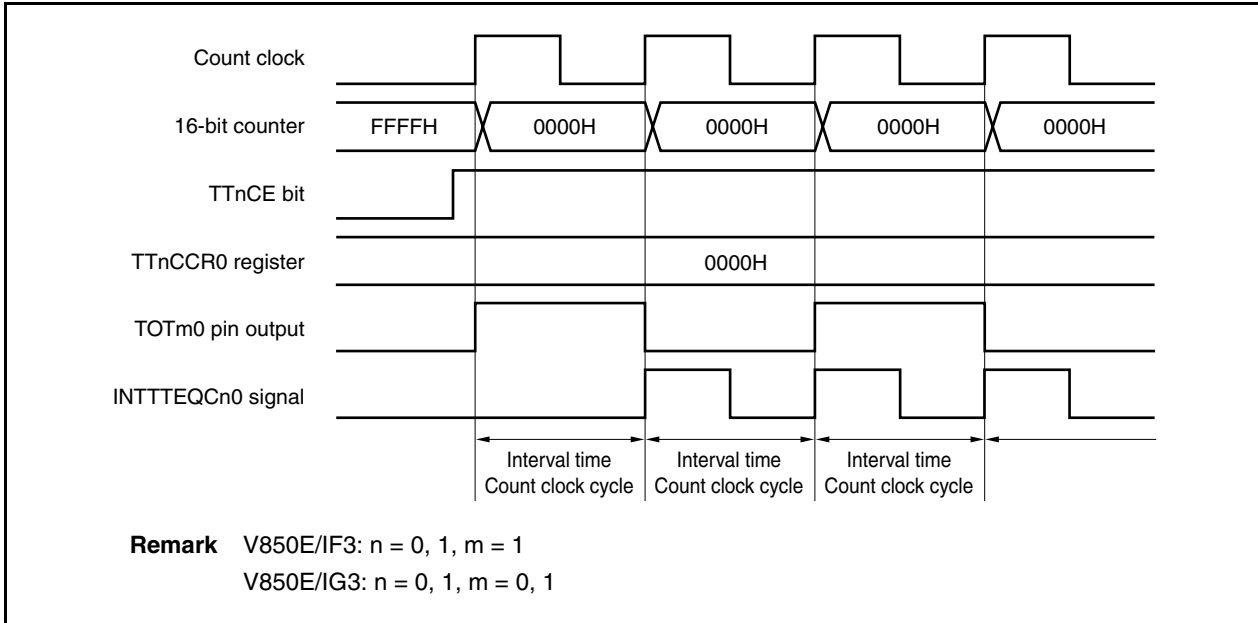 Count clock
16-bit counter
FFFFH
0000H
0000H
0000H
0000H
TTnCE bit
TTnCCR0 register
0000H
TOTm0 pin output
INTTTEQCn0 signal
Interval time
Count clock cycle
Interval time
Count clock cycle
Interval time
Count clock cycle
Remark V850E/IF3: n = 0, 1, m = 1
V850E/IG3: n = 0, 1, m = 0, 1